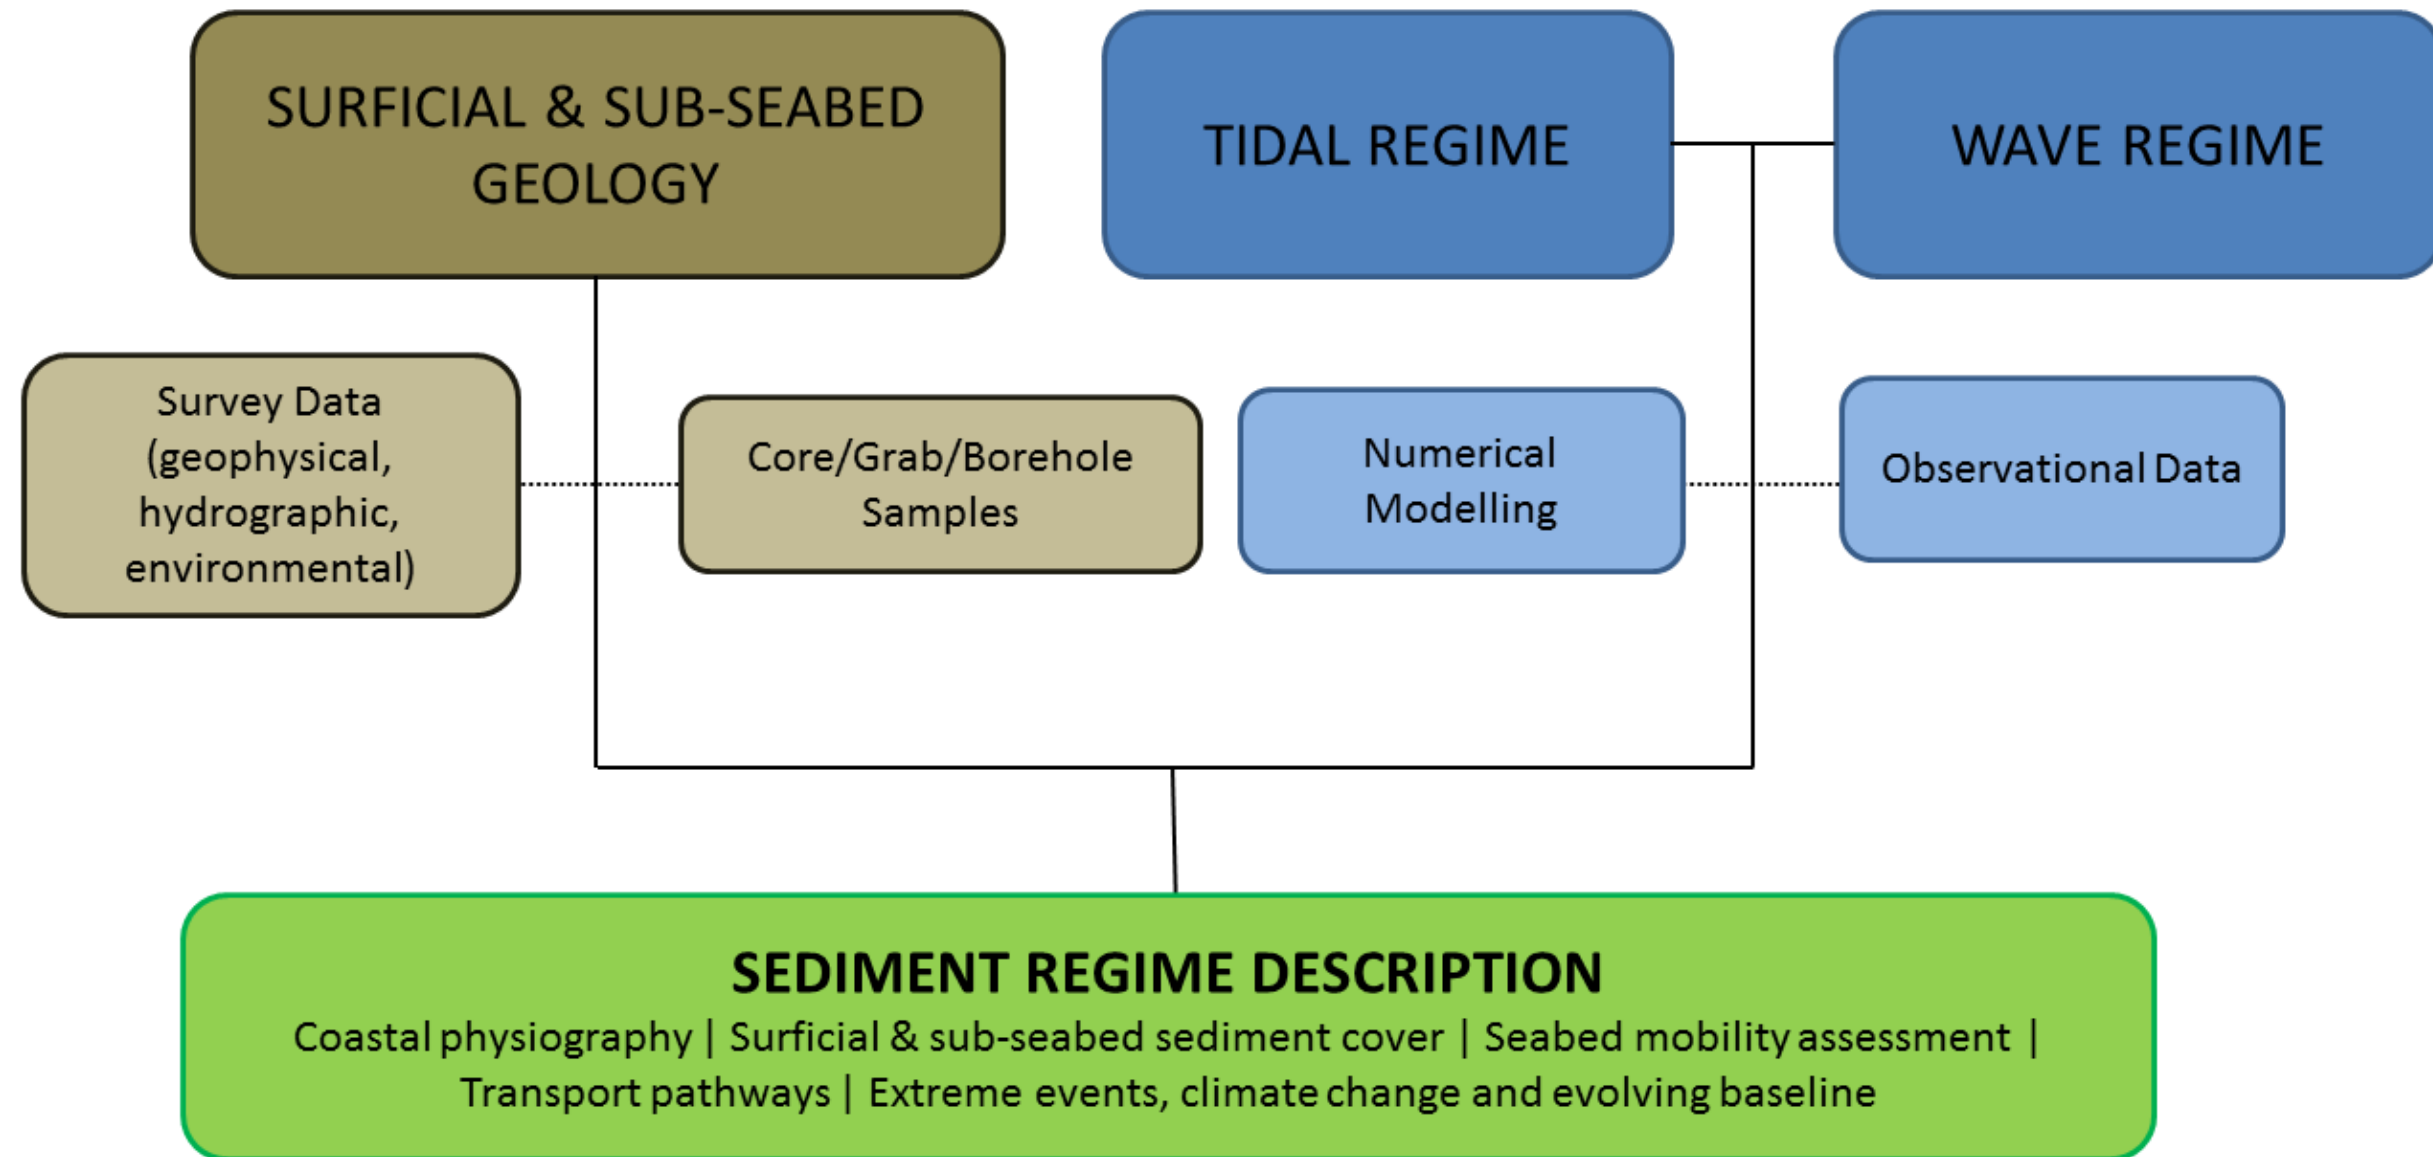 SURFICIAL & SUB-SEABED
GEOLOGY
TIDAL REGIME
WAVE REGIME
Survey Data
(geophysical,
hydrographic,
environmental)
Core/Grab/Borehole
Samples
Numerical
Modelling
Observational Data
SEDIMENT REGIME DESCRIPTION
Coastal physiography | Surficial & sub-seabed sediment cover | Seabed mobility assessment |
Transport pathways | Extreme events, climate change and evolving baseline